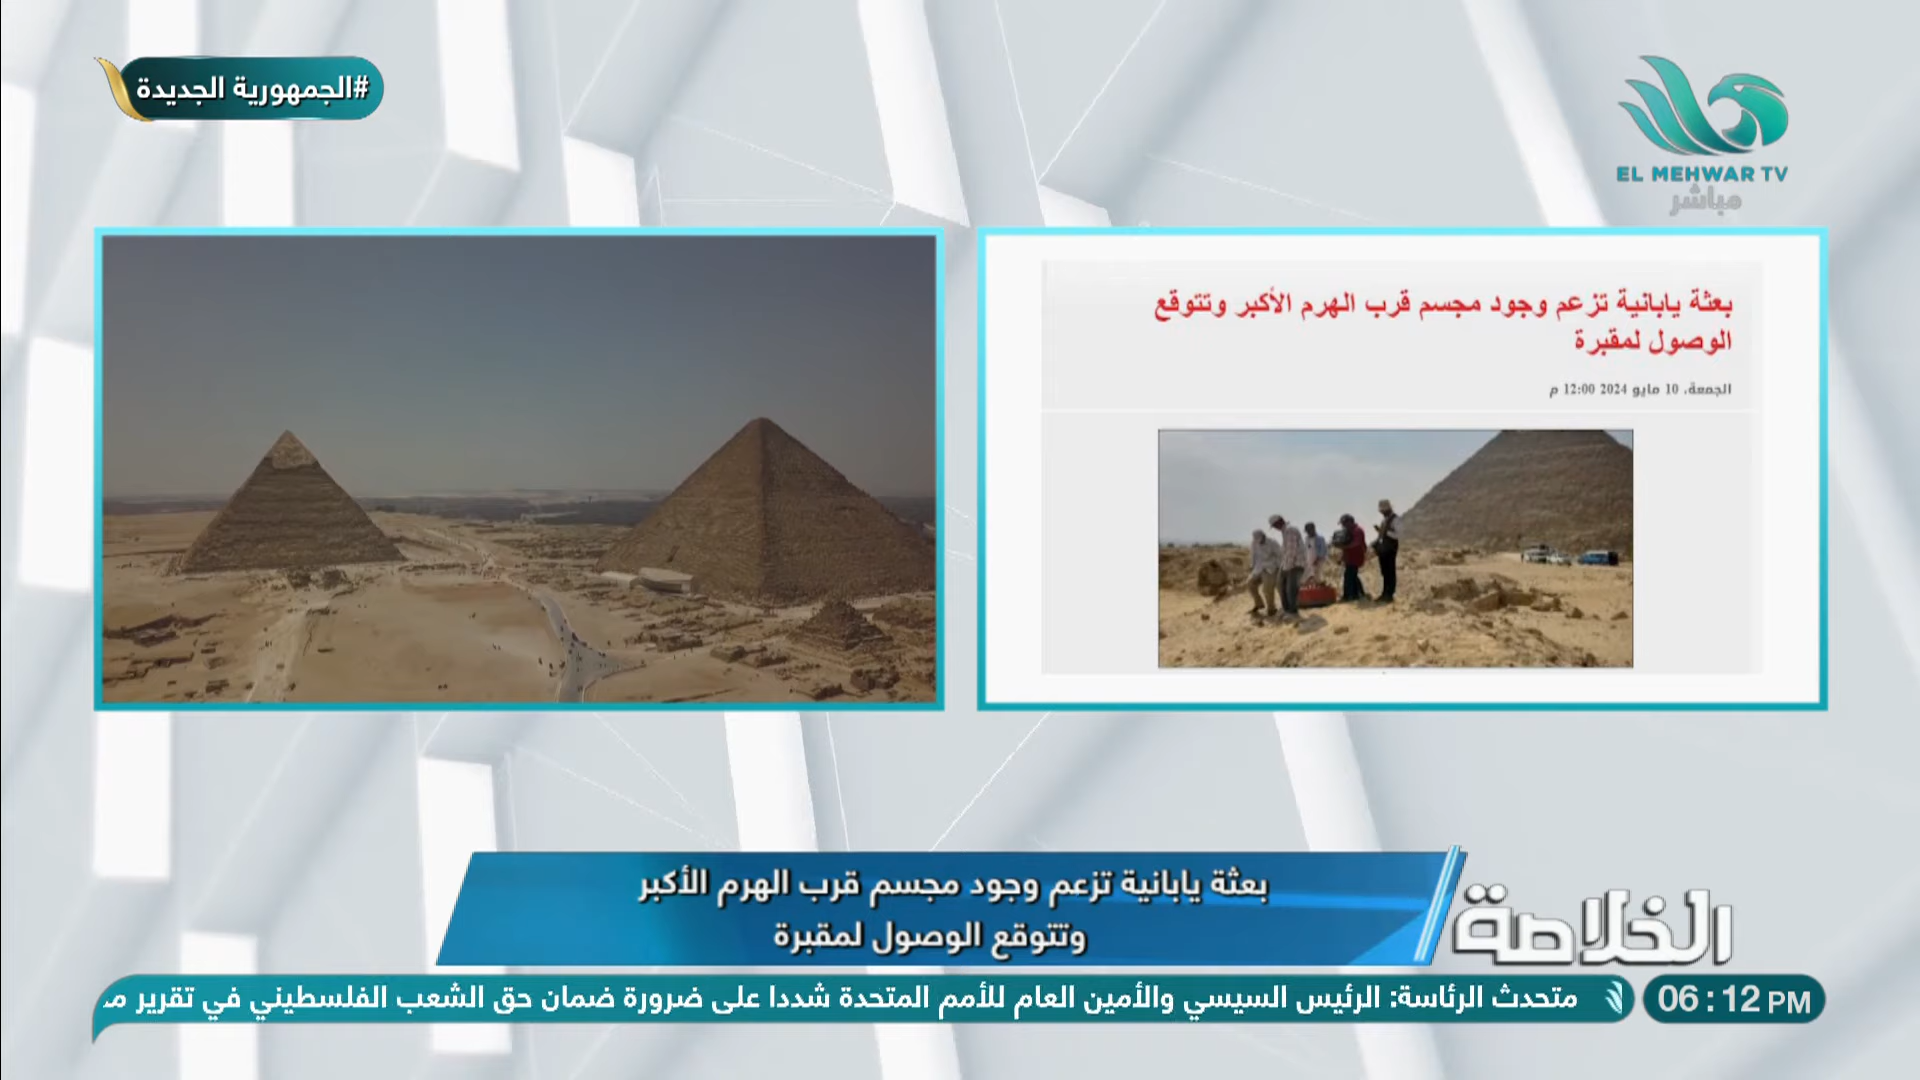 #الجمهورية الجديدة
EL MEHWAR TV
مباشر
بعثة يابانية تزعم وجود مجسم قرب الهرم الأكبر وتتوقع
الوصول لمقبرة
الجمعة، 10 مايو 2024 12:00 م
بعثة يابانية تزعم وجود مجسم قرب الهرم الأكبر
وتتوقع الوصول لمقبرة
الخلاصة
متحدث الرئاسة: الرئيس السيسي والأمين العام للأمم المتحدة شددا على ضرورة ضمان حق الشعب الفلسطيني في تقرير مـ
06:12 PM